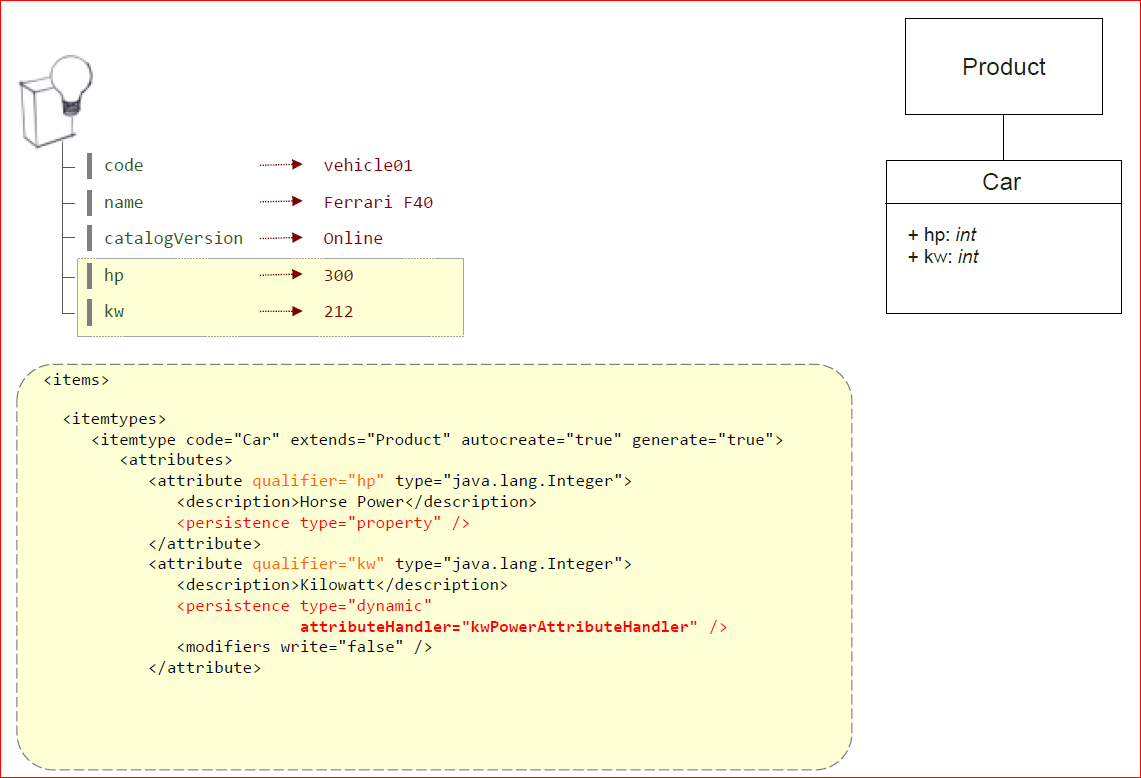 Product
Car
+ hp: int
+ kw: int
code vehicle01
name Ferrari F40
catalogVersion Online
hp 300
kw 212
<items>
<itemtypes>
<itemtype code="Car" extends="Product" autocreate="true" generate="true">
<attributes>
<attribute qualifier="hp" type="java.lang.Integer">
<description>Horse Power</description>
<persistence type="property" />
</attribute>
<attribute qualifier="kw" type="java.lang.Integer">
<description>Kilowatt</description>
<persistence type="dynamic"
attributeHandler="kwPowerAttributeHandler" />
<modifiers write="false" />
</attribute>